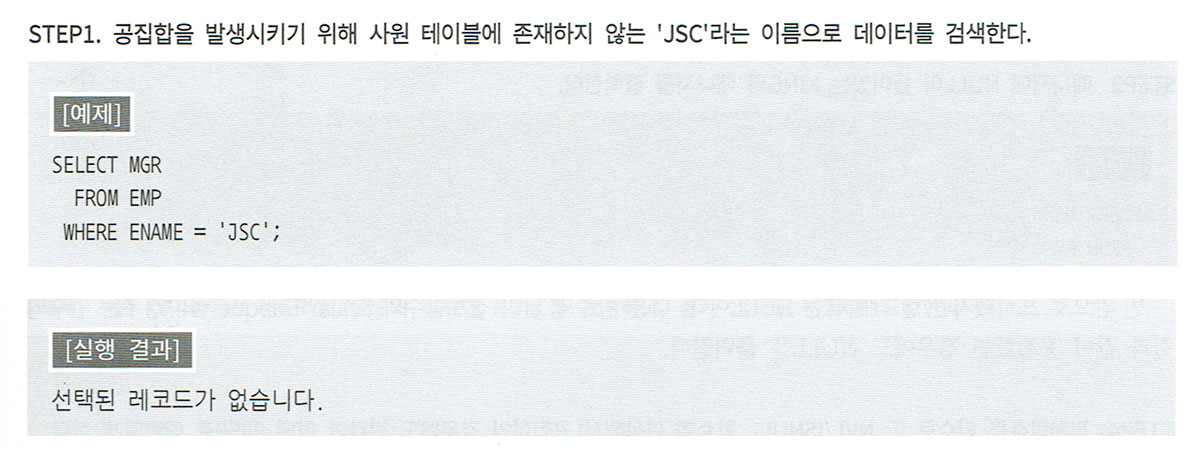 STEP1. 공집합을 발생시키기 위해 사원 테이블에 존재하지 않는 'JSC'라는 이름으로 데이터를 검색한다.
[예제]
SELECT MGR
FROM EMP
WHERE ENAME = 'JSC';
[실행 결과]
선택된 레코드가 없습니다.